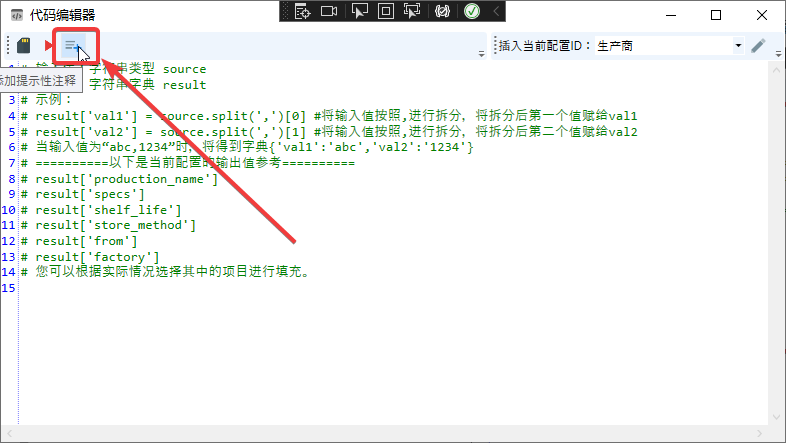 代码编辑器
插入当前配置ID： 生产商
添加提示性注释
字符串类型 source
字符串字典 result
3 # 示例：
4 # result['val1'] = source.split(',')[0] #将输入值按照,进行拆分，将拆分后第一个值赋给val1
5 # result['val2'] = source.split(',')[1] #将输入值按照,进行拆分，将拆分后第二个值赋给val2
6 # 当输入值为“abc,1234”时，将得到字典{'val1':'abc','val2':'1234'}
7 # ==========以下是当前配置的输出值参考==========
8 # result['production_name']
9 # result['specs']
10 # result['shelf_life']
11 # result['store_method']
12 # result['from']
13 # result['factory']
14 # 您可以根据实际情况选择其中的项目进行填充。
15